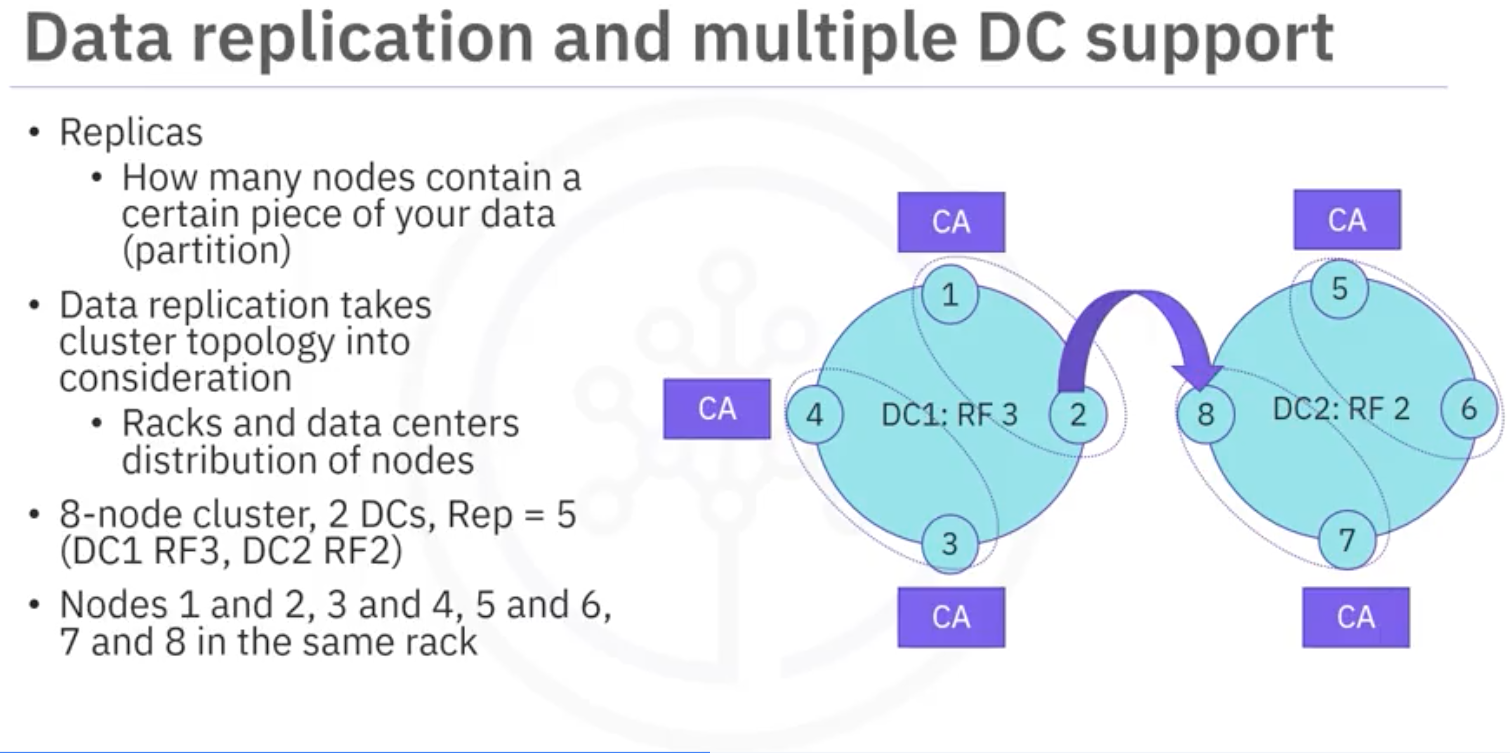 Data replication and multiple DC support
• Replicas
• How many nodes contain a
certain piece of your data
(partition)
• Data replication takes
cluster topology into
consideration
• Racks and data centers
distribution of nodes
• 8-node cluster, 2 DCs, Rep = 5
(DC1 RF3, DC2 RF2)
• Nodes 1 and 2, 3 and 4, 5 and 6,
7 and 8 in the same rack
CA
1
CA
4
DC1: RF 3
2
3
CA
CA
5
8
DC2: RF 2
6
7
CA